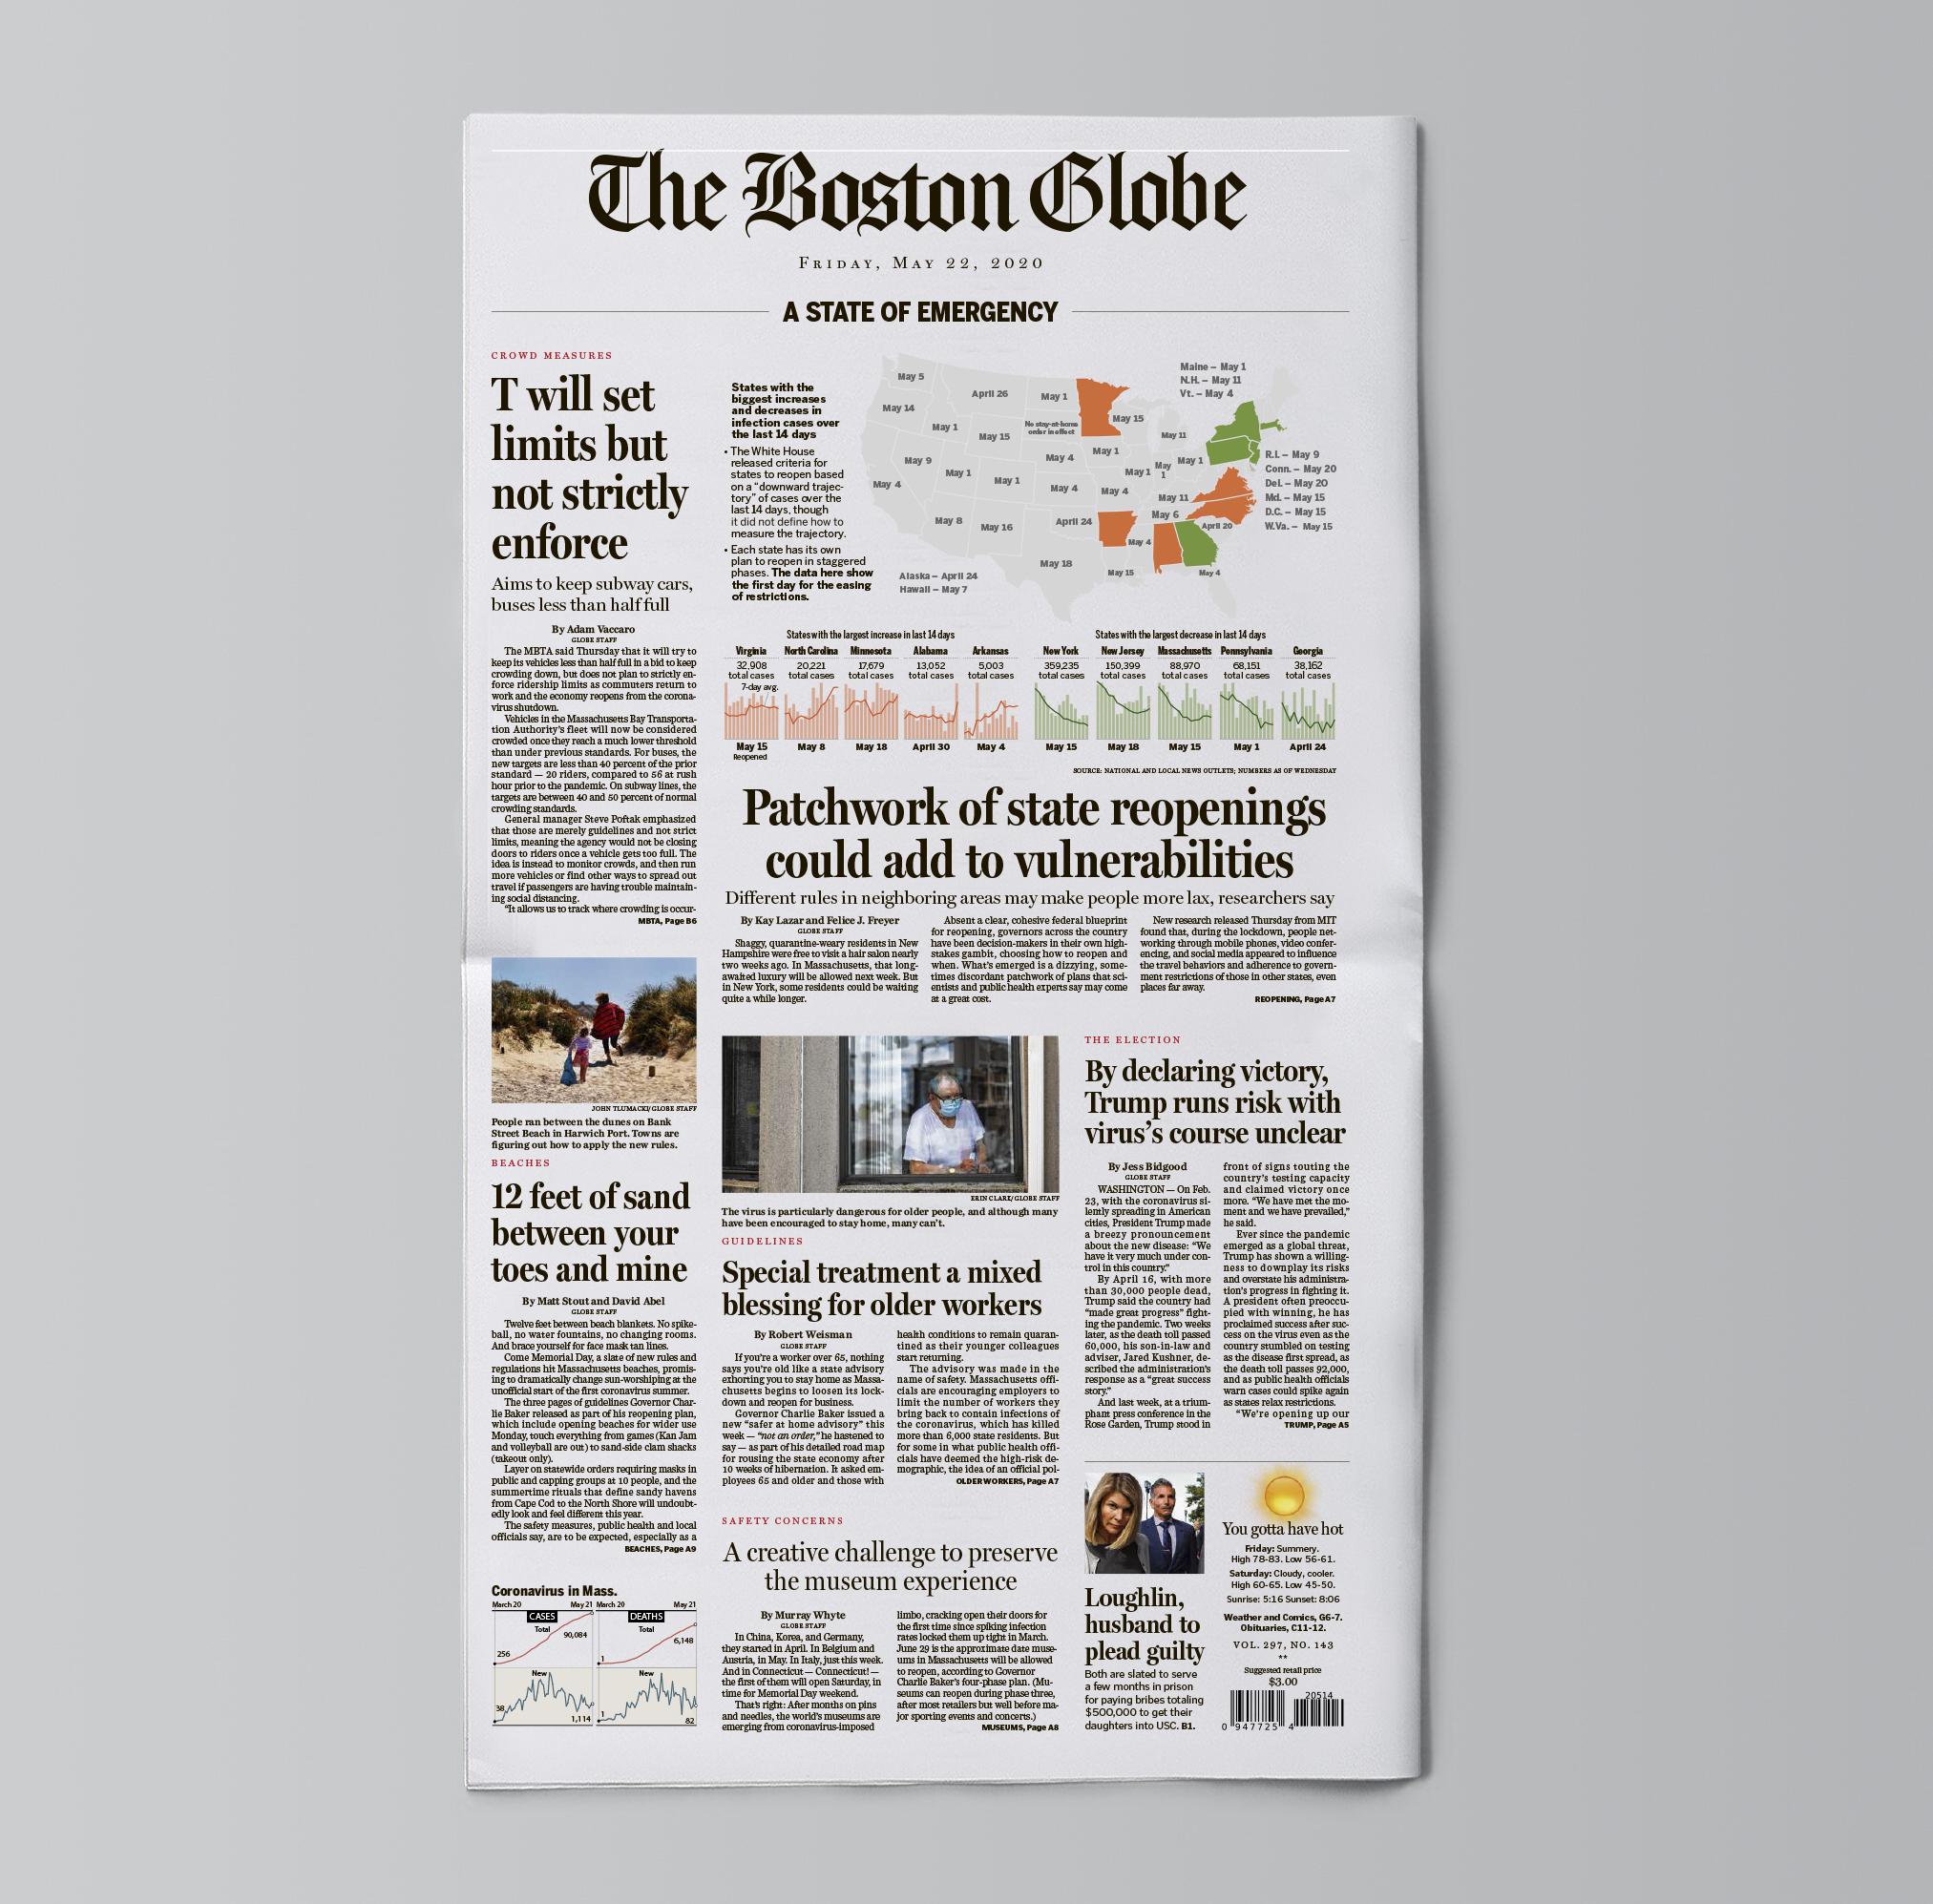 The Boston Globe
Friday, May 22, 2020
A STATE OF EMERGENCY
CROWD MEASURES
T will set
limits but
not strictly
enforce
Aims to keep subway cars,
buses less than half full
By Adam Vaccaro
GLOBE STAFF
The MBTA said Thursday that it will try to
keep its vehicles less than half full in a bid to keep
crowding down, but does not plan to strictly en-
force ridership limits as commuters return to
work and the economy reopens from the corona-
virus shutdown.
Vehicles in the Massachusetts Bay Transporta-
tion Authority's fleet will now be considered
crowded once they reach a much lower threshold
than under previous standards. For buses, the
new targets are less than 40 percent of the prior
standard — 20 riders, compared to 56 at rush
hour prior to the pandemic. On subway lines, the
targets are between 40 and 50 percent of normal
crowding standards.
General manager Steve Poftak emphasized
that those are merely guidelines and not strict
limits, meaning the agency would not be closing
doors to riders once a vehicle gets too full. The
idea is instead to monitor crowds, and then run
more vehicles or find other ways to spread out
travel if passengers are having trouble maintain-
ing social distancing.
"It allows us to track where crowding is occur-
MBTA, Page B6
States with the
biggest increases
and decreases in
infection cases over
the last 14 days
• The White House
released criteria for
states to reopen based
on a "downward trajec-
tory" of cases over the
last 14 days, though
it did not define how to
measure the trajectory.
• Each state has its own
plan to reopen in staggered
phases. The data here show
the first day for the easing
of restrictions.
May 5
May 14
April 26
May 1
May 1
May 15
No stay-at-home
order in effect
May 15
May 11
May 9
May 1
May 4
May 1
May 1
May 1
May 1
May 4
May 1
May 4
May 4
May 11
May 8
May 16
April 24
May 6
April 20
May 4
May 18
May 15
May 4
Alaska – April 24
Hawaii – May 7
Maine – May 1
N.H. – May 11
Vt. – May 4
R.I. – May 9
Conn. – May 20
Del. – May 20
Md. – May 15
D.C. – May 15
W.Va. – May 15
States with the largest increase in last 14 days
Virginia North Carolina Minnesota Alabama Arkansas
32,908 20,221 17,679 13,052 5,003
total cases total cases total cases total cases total cases
7-day avg.
May 15 May 8 May 18 April 30 May 4
Reopened
States with the largest decrease in last 14 days
New York New Jersey Massachusetts Pennsylvania Georgia
359,235 150,399 88,970 68,151 38,162
total cases total cases total cases total cases total cases
May 15 May 18 May 15 May 1 April 24
SOURCE: NATIONAL AND LOCAL NEWS OUTLETS; NUMBERS AS OF WEDNESDAY
Patchwork of state reopenings
could add to vulnerabilities
Different rules in neighboring areas may make people more lax, researchers say
By Kay Lazar and Felice J. Freyer
GLOBE STAFF
Shaggy, quarantine-weary residents in New
Hampshire were free to visit a hair salon nearly
two weeks ago. In Massachusetts, that long-
awaited luxury will be allowed next week. But
in New York, some residents could be waiting
quite a while longer.
Absent a clear, cohesive federal blueprint
for reopening, governors across the country
have been decision-makers in their own high-
stakes gambit, choosing how to reopen and
when. What's emerged is a dizzying, some-
times discordant patchwork of plans that sci-
entists and public health experts say may come
at a great cost.
New research released Thursday from MIT
found that, during the lockdown, people net-
working through mobile phones, video confer-
encing, and social media appeared to influence
the travel behaviors and adherence to govern-
ment restrictions of those in other states, even
places far away.
REOPENING, Page A7
JOHN TLUMACKI/GLOBE STAFF
People ran between the dunes on Bank
Street Beach in Harwich Port. Towns are
figuring out how to apply the new rules.
BEACHES
12 feet of sand
between your
toes and mine
By Matt Stout and David Abel
GLOBE STAFF
Twelve feet between beach blankets. No spike-
ball, no water fountains, no changing rooms.
And brace yourself for face mask tan lines.
Come Memorial Day, a slate of new rules and
regulations hit Massachusetts beaches, promis-
ing to dramatically change sun-worshiping at the
unofficial start of the first coronavirus summer.
The three pages of guidelines Governor Char-
lie Baker released as part of his reopening plan,
which include opening beaches for wider use
Monday, touch everything from games (Kan Jam
and volleyball are out) to sand-side clam shacks
(takeout only).
Layer on statewide orders requiring masks in
public and capping groups at 10 people, and the
summertime rituals that define sandy havens
from Cape Cod to the North Shore will undoubt-
edly look and feel different this year.
The safety measures, public health and local
officials say, are to be expected, especially as a
BEACHES, Page A9
Coronavirus in Mass.
March 20 May 21 March 20 May 21
CASES DEATHS
Total Total
90,084 6,148
256 1
New New
38 1
1,114 82
ERIN CLARK/GLOBE STAFF
The virus is particularly dangerous for older people, and although many
have been encouraged to stay home, many can't.
GUIDELINES
Special treatment a mixed
blessing for older workers
By Robert Weisman
GLOBE STAFF
If you're a worker over 65, nothing
says you're old like a state advisory
exhorting you to stay home as Massa-
chusetts begins to loosen its lock-
down and reopen for business.
Governor Charlie Baker issued a
new "safer at home advisory" this
week — "not an order," he hastened to
say — as part of his detailed road map
for rousing the state economy after
10 weeks of hibernation. It asked em-
ployees 65 and older and those with
health conditions to remain quaran-
tined as their younger colleagues
start returning.
The advisory was made in the
name of safety. Massachusetts offi-
cials are encouraging employers to
limit the number of workers they
bring back to contain infections of
the coronavirus, which has killed
more than 6,000 state residents. But
for some in what public health offi-
cials have deemed the high-risk de-
mographic, the idea of an official pol-
OLDER WORKERS, Page A7
SAFETY CONCERNS
A creative challenge to preserve
the museum experience
By Murray Whyte
GLOBE STAFF
In China, Korea, and Germany,
they started in April. In Belgium and
Austria, in May. In Italy, just this week.
And in Connecticut — Connecticut! —
the first of them will open Saturday, in
time for Memorial Day weekend.
That's right: After months on pins
and needles, the world's museums are
emerging from coronavirus-imposed
limbo, cracking open their doors for
the first time since spiking infection
rates locked them up tight in March.
June 29 is the approximate date muse-
ums in Massachusetts will be allowed
to reopen, according to Governor
Charlie Baker's four-phase plan. (Mu-
seums can reopen during phase three,
after most retailers but well before ma-
jor sporting events and concerts.)
MUSEUMS, Page A8
THE ELECTION
By declaring victory,
Trump runs risk with
virus's course unclear
By Jess Bidgood
GLOBE STAFF
WASHINGTON — On Feb.
23, with the coronavirus si-
lently spreading in American
cities, President Trump made
a breezy pronouncement
about the new disease: "We
have it very much under con-
trol in this country."
By April 16, with more
than 30,000 people dead,
Trump said the country had
"made great progress" fight-
ing the pandemic. Two weeks
later, as the death toll passed
60,000, his son-in-law and
adviser, Jared Kushner, de-
scribed the administration's
response as a "great success
story."
And last week, at a trium-
phant press conference in the
Rose Garden, Trump stood in
front of signs touting the
country's testing capacity
and claimed victory once
more. "We have met the mo-
ment and we have prevailed,"
he said.
Ever since the pandemic
emerged as a global threat,
Trump has shown a willing-
ness to downplay its risks
and overstate his administra-
tion's progress in fighting it.
A president often preoccu-
pied with winning, he has
proclaimed success after suc-
cess on the virus even as the
country stumbled on testing
as the disease first spread, as
the death toll passes 92,000,
and as public health officials
warn cases could spike again
as states relax restrictions.
"We're opening up our
TRUMP, Page A5
Loughlin,
husband to
plead guilty
Both are slated to serve
a few months in prison
for paying bribes totaling
$500,000 to get their
daughters into USC. B1.
You gotta have hot
Friday: Summery.
High 78-83. Low 56-61.
Saturday: Cloudy, cooler.
High 60-65. Low 45-50.
Sunrise: 5:16 Sunset: 8:06
Weather and Comics, G6-7.
Obituaries, C11-12.
VOL. 297, NO. 143
**
Suggested retail price
$3.00
20514
0 947725 4